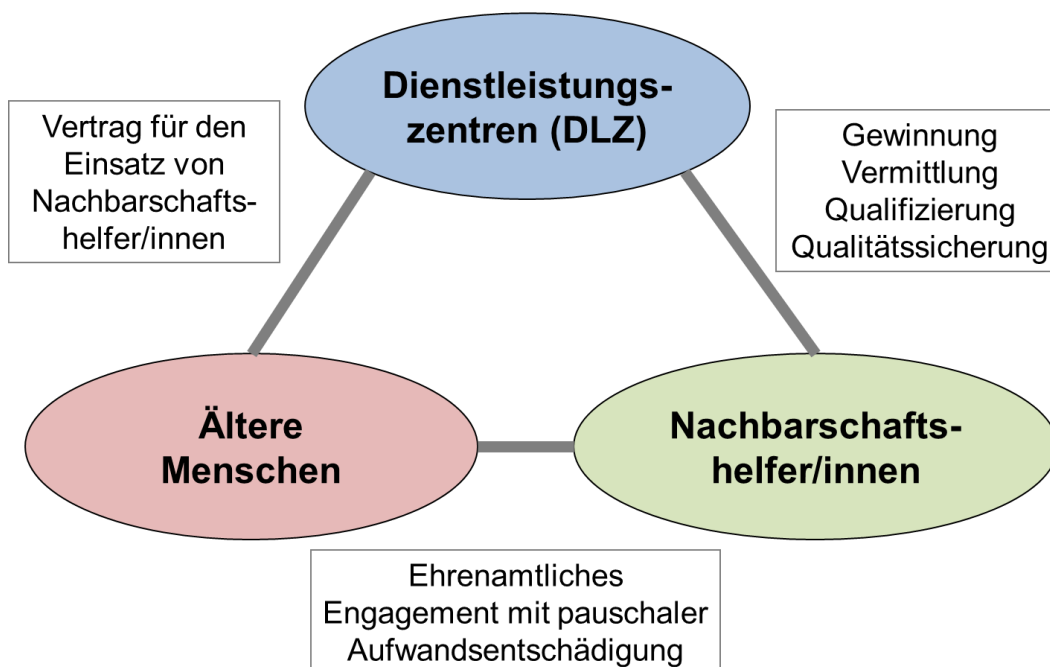 Dienstleistungs-
zentren (DLZ)
Vertrag für den
Einsatz von
Nachbarschafts-
helfer/innen
Gewinnung
Vermittlung
Qualifizierung
Qualitätssicherung
Ältere
Menschen
Nachbarschafts-
helfer/innen
Ehrenamtliches
Engagement mit pauschaler
Aufwandsentschädigung